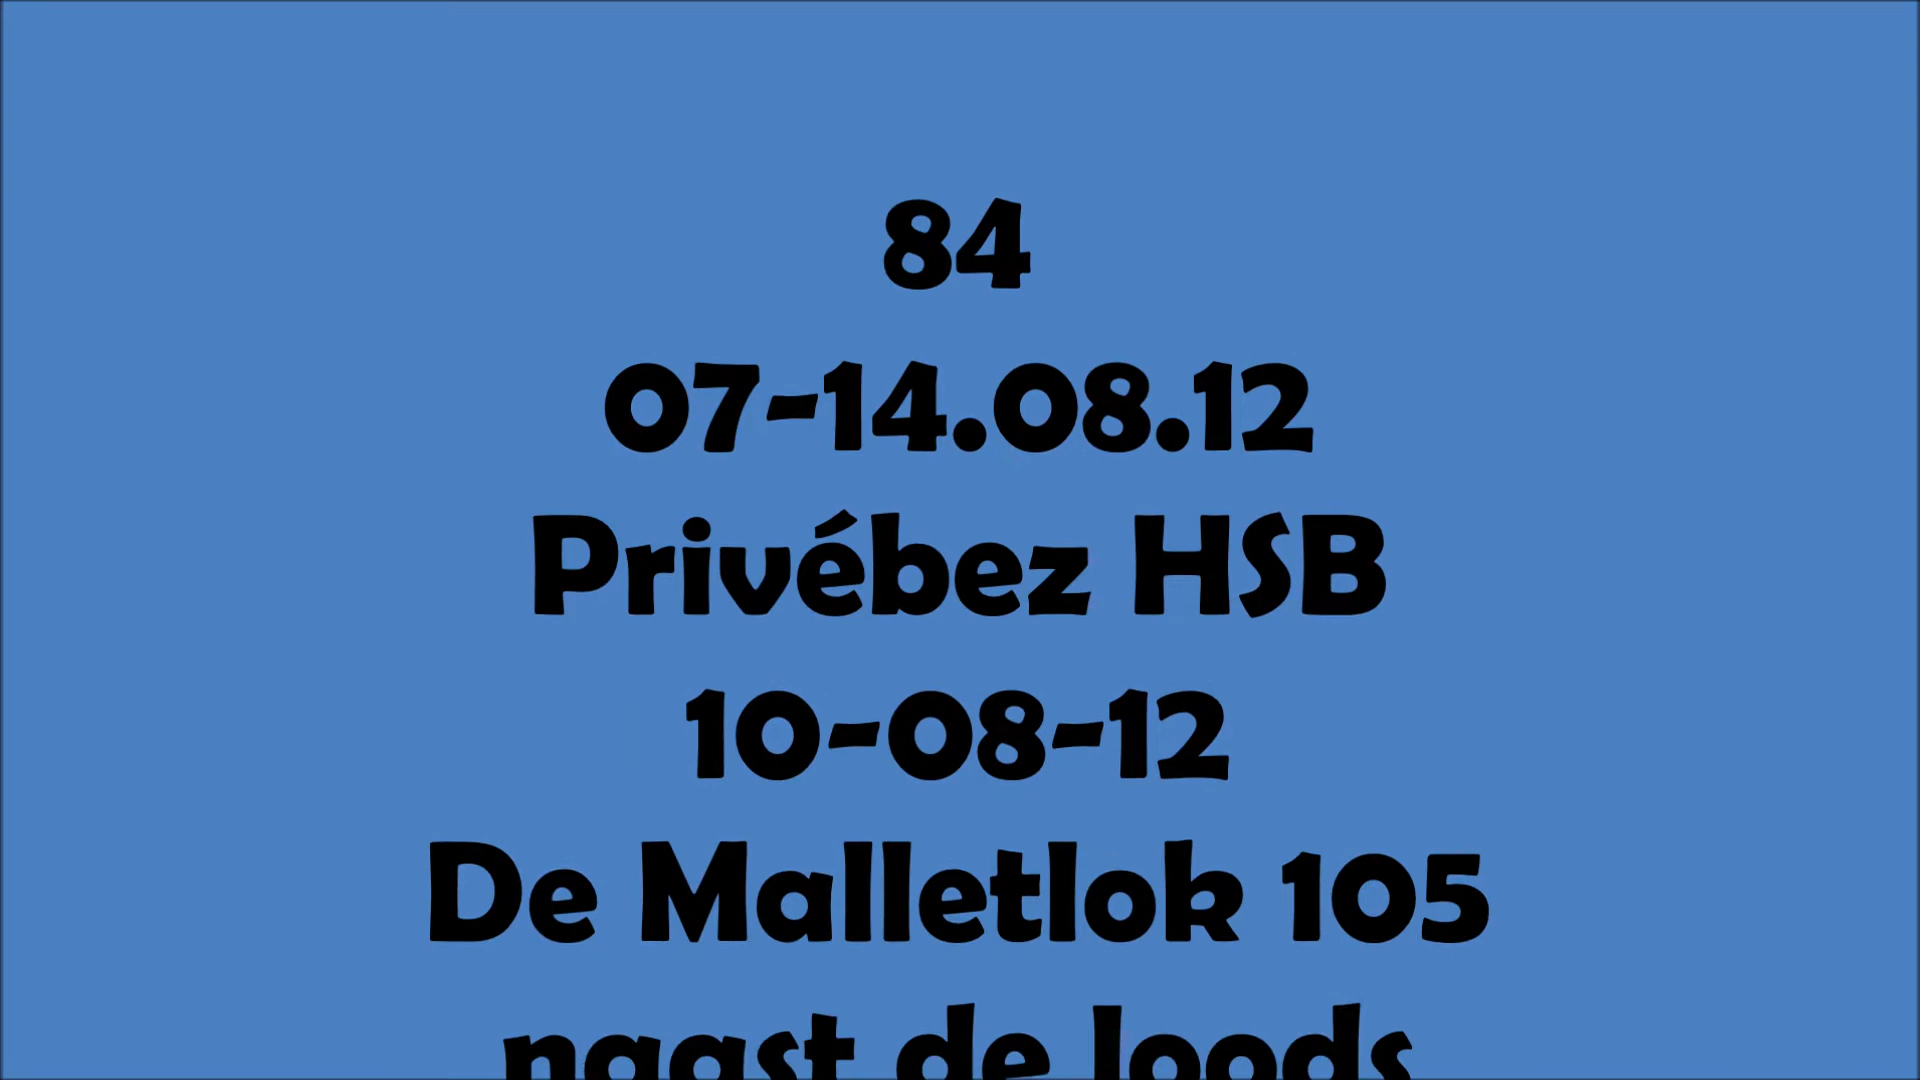 84
07-14.08.12
Privébez HSB
10-08-12
De Malletlok 105
naast de loods